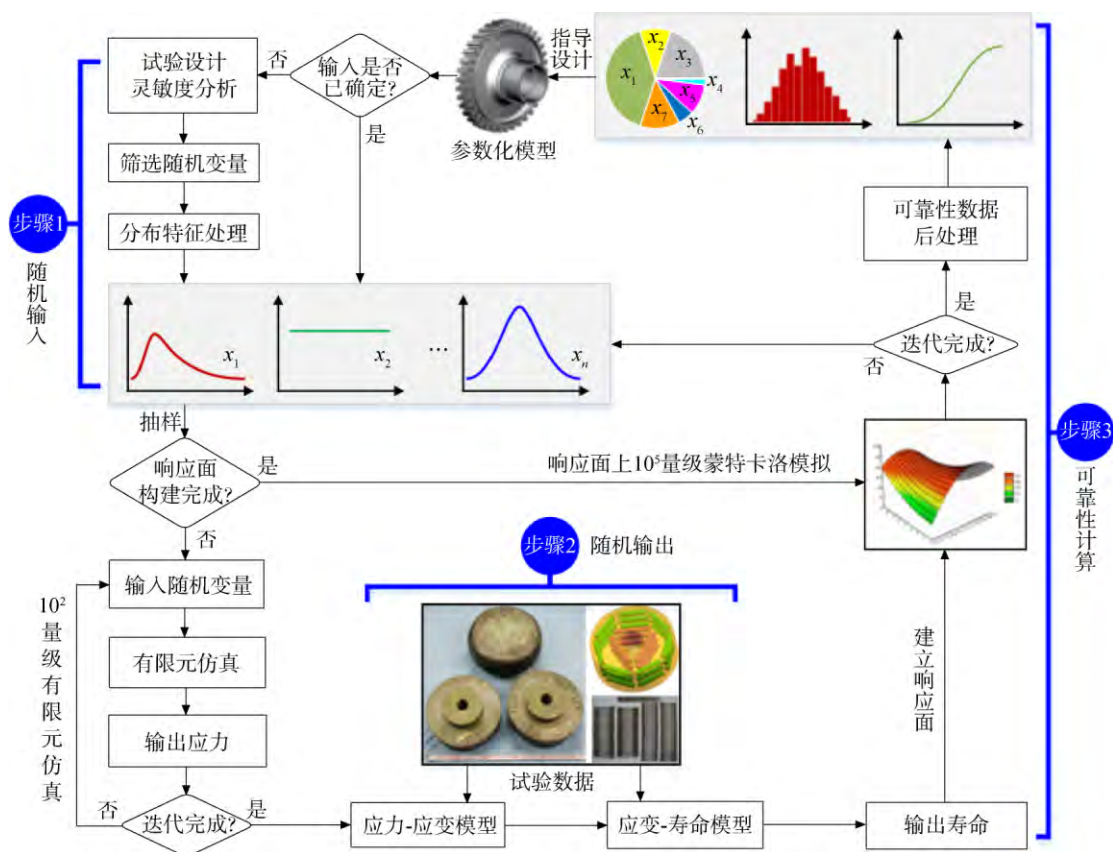 指导
设计
x1
x2
x3
x4
x5
x6
x7
否
试验设计
灵敏度分析
输入是否
已确定?
是
参数化模型
筛选随机变量
分布特征处理
步骤1
随机输入
可靠性数据
后处理
是
迭代完成?
否
x1
x2
…
xn
抽样
响应面
构建完成?
是
响应面上10⁵量级蒙特卡洛模拟
否
步骤2
随机输出
步骤3
可靠性计算
输入随机变量
10²量级有限元仿真
有限元仿真
输出应力
建立响应面
试验数据
否
迭代完成?
是
应力-应变模型
应变-寿命模型
输出寿命